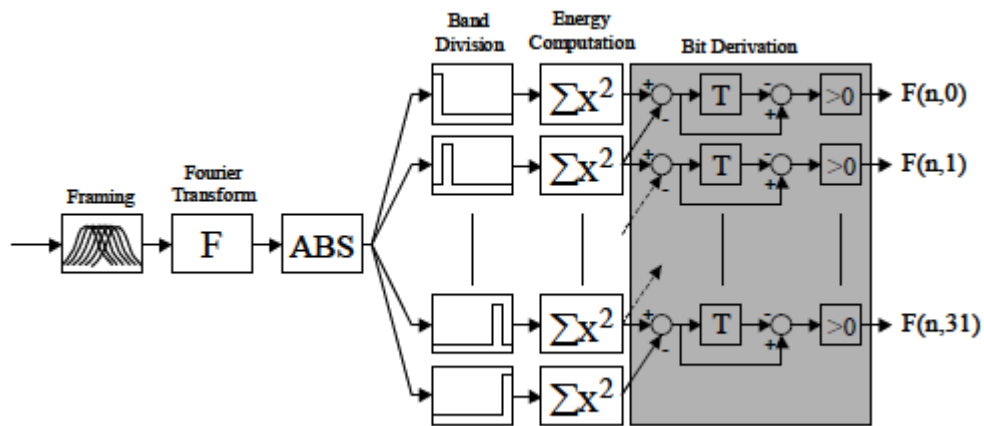 Band
Division
Energy
Computation
Bit Derivation
∑x²
+
-
T
-
+
>0
F(n,0)
∑x²
+
-
T
-
+
>0
F(n,1)
Framing
Fourier
Transform
F
ABS
∑x²
+
-
T
-
+
>0
F(n,31)
∑x²